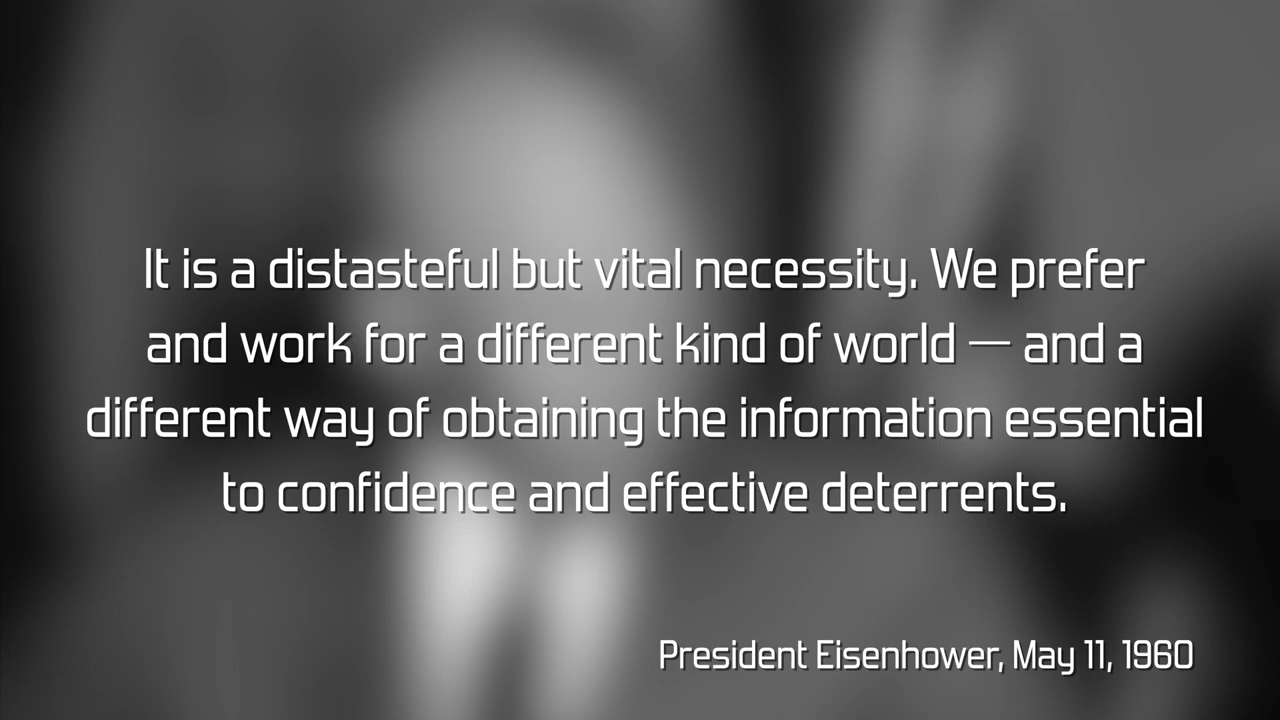 It is a distasteful but vital necessity. We prefer
and work for a different kind of world — and a
different way of obtaining the information essential
to confidence and effective deterrents.
President Eisenhower, May 11, 1960